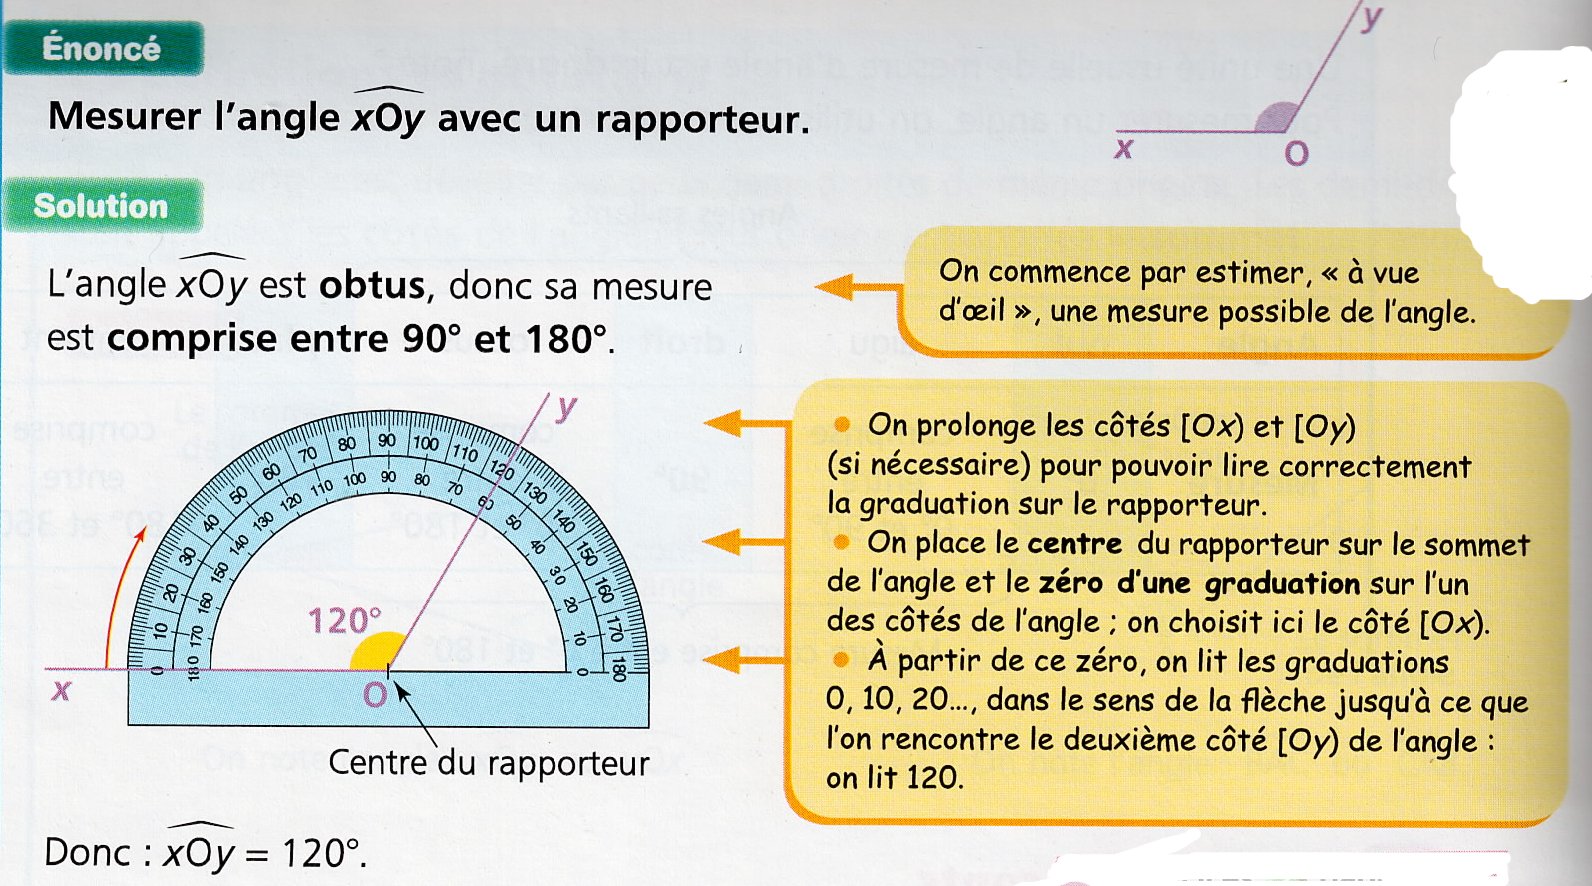 Énoncé
Mesurer l'angle xOy avec un rapporteur.
y
x
O
Solution
L'angle xOy est obtus, donc sa mesure
est comprise entre 90° et 180°.
On commence par estimer, « à vue
d'œil », une mesure possible de l'angle.
• On prolonge les côtés [Ox) et [Oy)
(si nécessaire) pour pouvoir lire correctement
la graduation sur le rapporteur.
• On place le centre du rapporteur sur le sommet
de l'angle et le zéro d'une graduation sur l'un
des côtés de l'angle ; on choisit ici le côté [Ox).
• À partir de ce zéro, on lit les graduations
0, 10, 20..., dans le sens de la flèche jusqu'à ce que
l'on rencontre le deuxième côté [Oy) de l'angle :
on lit 120.
y
0 10 20 30 40 50 60 70 80 90 100 110 120 130 140 150 160 170 180
180 170 160 150 140 130 120 110 100 90 80 70 60 50 40 30 20 10 0
120°
x
O
Centre du rapporteur
Donc : xOy = 120°.